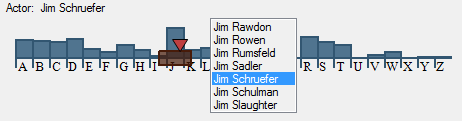 Actor: Jim Schruefer
Jim Rawdon
Jim Rowen
Jim Rumsfeld
Jim Sadler
Jim Schruefer
Jim Schulman
Jim Slaughter
A B C D E F G H I J K L R S T U V W X Y Z